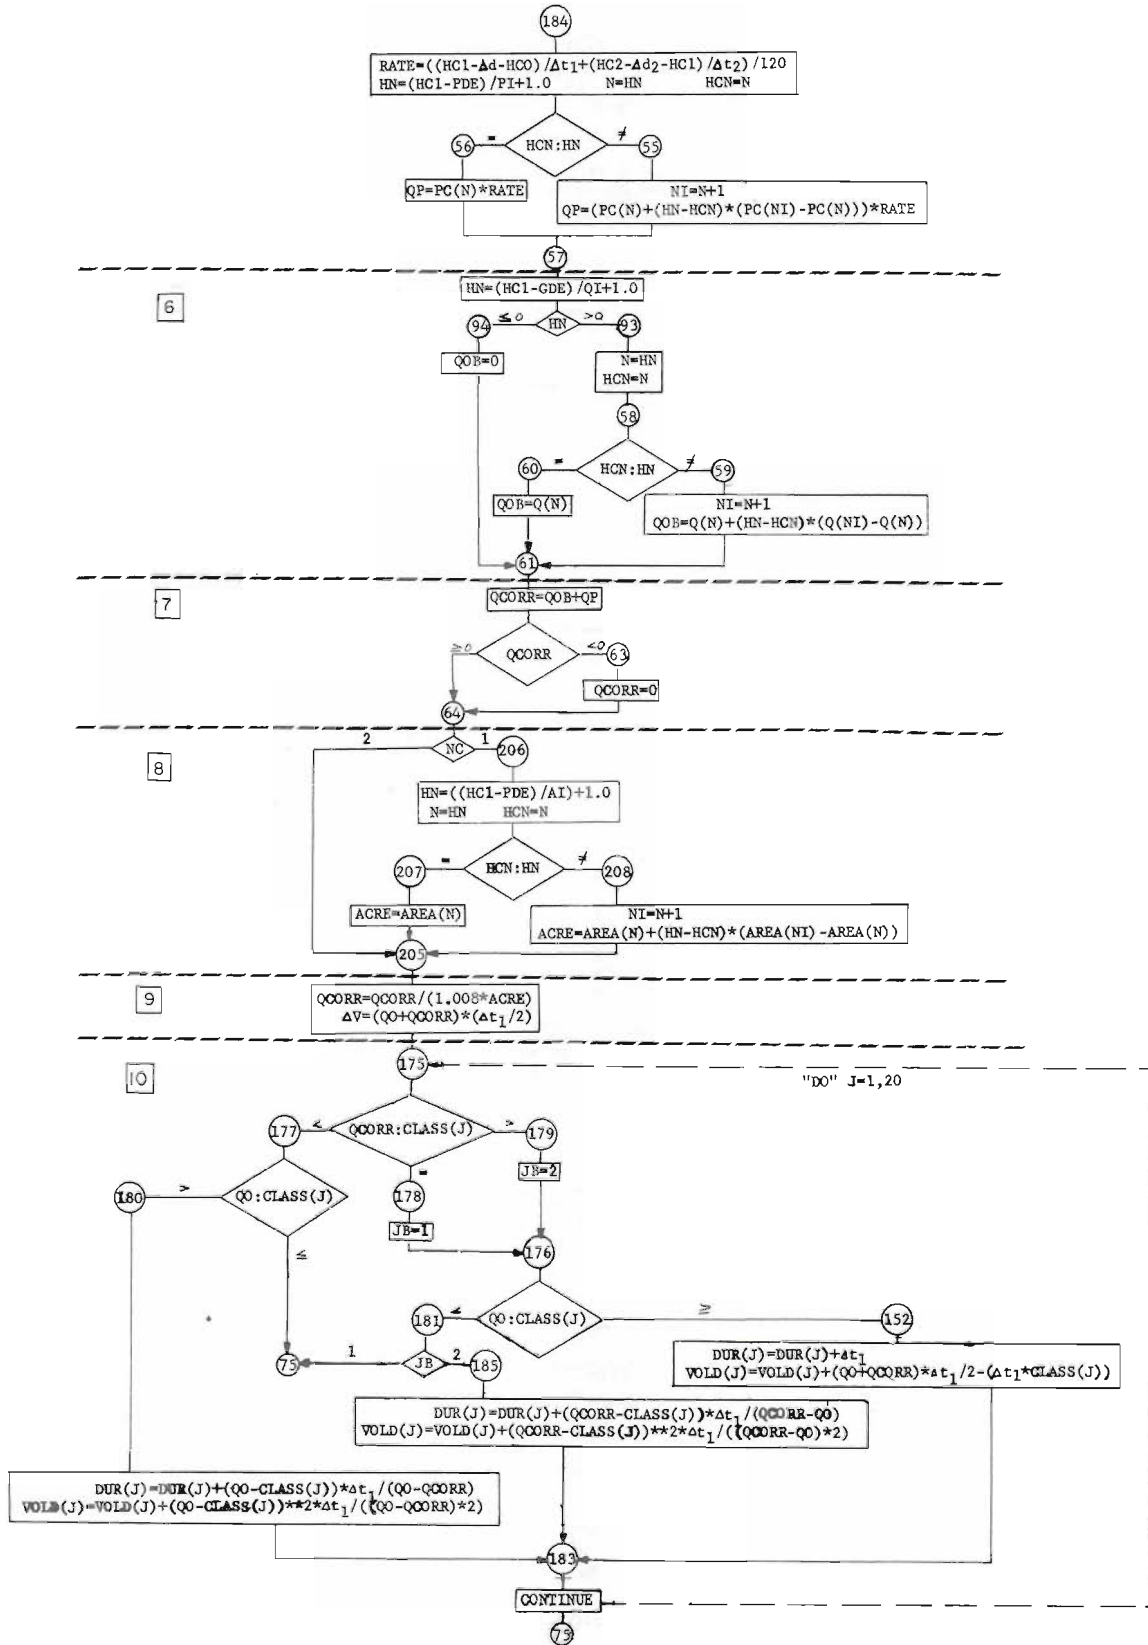 184
RATE=((HC1-Δd-HCO)/Δt1+(HC2-Δd2-HC1)/Δt2)/120
HN=(HC1-PDE)/PI+1.0 N=HN HCN=N
56 = HCN:HN ≠ 55
QP=PC(N)*RATE
NI=N+1
QP=(PC(N)+(HN-HCN)*(PC(NI)-PC(N)))*RATE
57
6
HN=(HC1-GDE)/QI+1.0
94 ≤0 HN >0 93
QOB=0
N=HN
HCN=N
58
60 = HCN:HN ≠ 59
QOB=Q(N)
NI=N+1
QOB=Q(N)+(HN-HCN)*(Q(NI)-Q(N))
61
7
QCORR=QOB+QP
≥0 QCORR <0 63
QCORR=0
64
8
2 NC 1 206
HN=((HC1-PDE)/AI)+1.0
N=HN HCN=N
207 = HCN:HN ≠ 208
ACRE=AREA(N)
NI=N+1
ACRE=AREA(N)+(HN-HCN)*(AREA(NI)-AREA(N))
205
9
QCORR=QCORR/(1.008*ACRE)
ΔV=(QO+QCORR)*(Δt1/2)
10
175
"DO" J=1,20
177 < QCORR:CLASS(J) > 179
=
JB=2
180 > QO:CLASS(J)
178
JB=1
≤
176
181 < QO:CLASS(J) ≥ 152
75 1 JB 2 185
DUR(J)=DUR(J)+Δt1
VOLD(J)=VOLD(J)+(QO+QCORR)*Δt1/2-(Δt1*CLASS(J))
DUR(J)=DUR(J)+(QCORR-CLASS(J))*Δt1/(QCORR-QO)
VOLD(J)=VOLD(J)+(QCORR-CLASS(J))**2*Δt1/((QCORR-QO)*2)
DUR(J)=DUR(J)+(QO-CLASS(J))*Δt1/(QO-QCORR)
VOLD(J)=VOLD(J)+(QO-CLASS(J))**2*Δt1/((QO-QCORR)*2)
183
CONTINUE
75